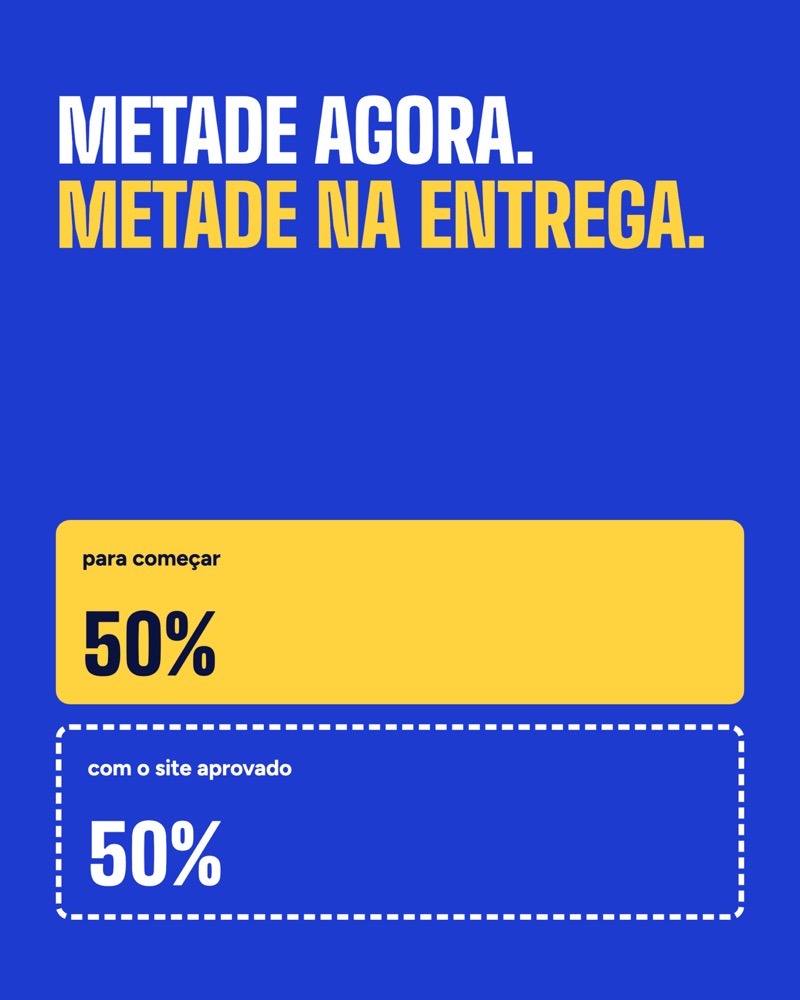 METADE AGORA.
METADE NA ENTREGA.
para começar
50%
com o site aprovado
50%